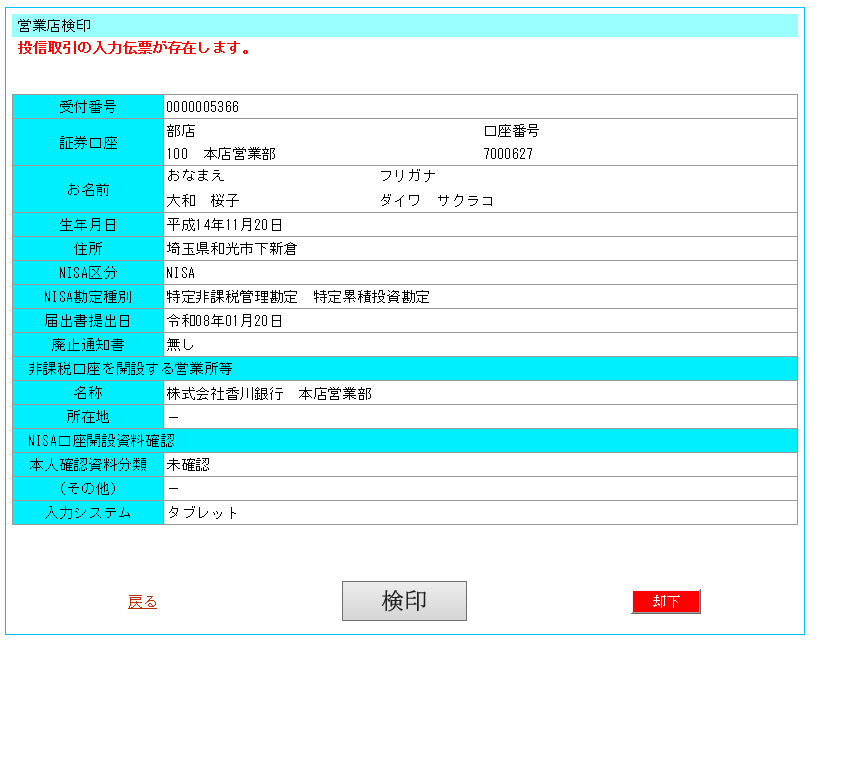 営業店検印
投信取引の入力伝票が存在します。
受付番号 0000005366
証券口座 部店 口座番号
100 本店営業部 7000627
お名前 おなまえ フリガナ
大和 桜子 ダイワ サクラコ
生年月日 平成14年11月20日
住所 埼玉県和光市下新倉
NISA区分 NISA
NISA勘定種別 特定非課税管理勘定 特定累積投資勘定
届出書提出日 令和08年01月20日
廃止通知書 無し
非課税口座を開設する営業所等
名称 株式会社香川銀行 本店営業部
所在地 －
NISA口座開設資料確認
本人確認資料分類 未確認
（その他） －
入力システム タブレット
戻る 検印 却下